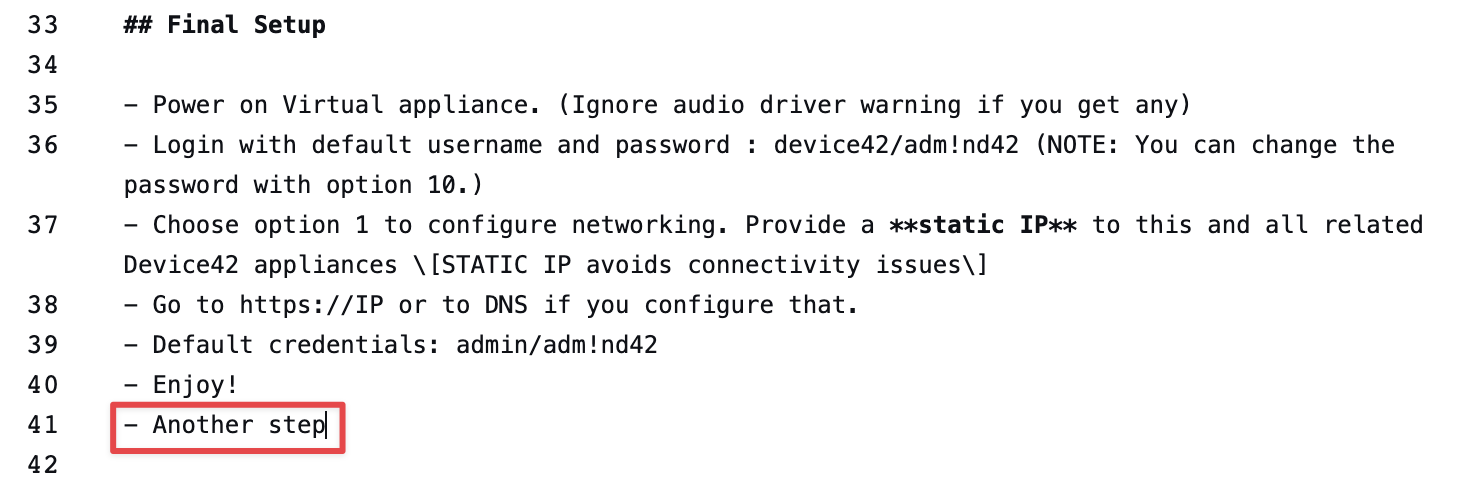 33 ## Final Setup
34
35 - Power on Virtual appliance. (Ignore audio driver warning if you get any)
36 - Login with default username and password : device42/adm!nd42 (NOTE: You can change the
password with option 10.)
37 - Choose option 1 to configure networking. Provide a **static IP** to this and all related
Device42 appliances \[STATIC IP avoids connectivity issues\]
38 - Go to https://IP or to DNS if you configure that.
39 - Default credentials: admin/adm!nd42
40 - Enjoy!
41 - Another step
42